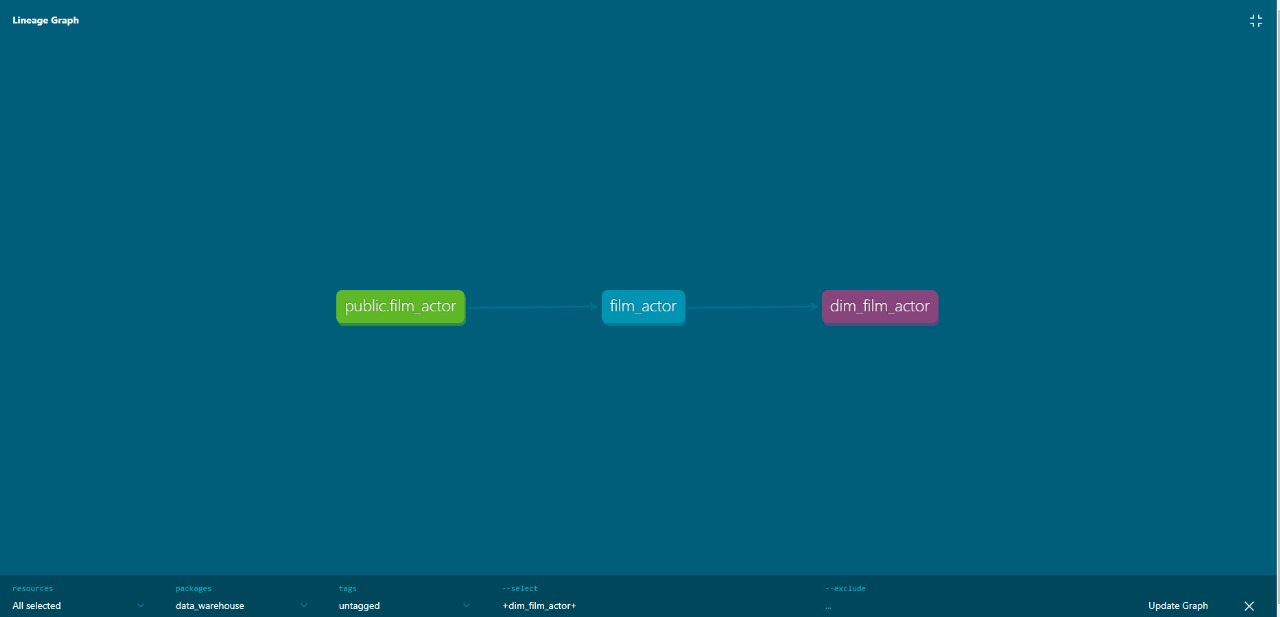 Lineage Graph
public.film_actor film_actor dim_film_actor
resources packages tags --select --exclude
All selected data_warehouse untagged +dim_film_actor+ ... Update Graph